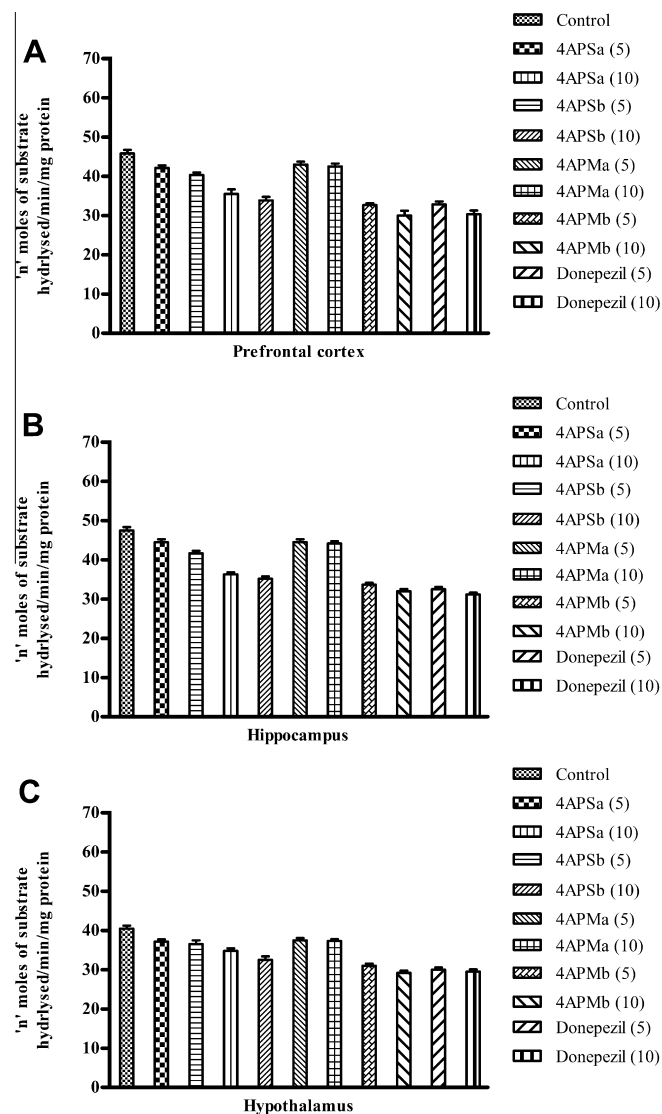 A
70
60
50
40
30
20
10
0
'n' moles of substrate
hydrlysed/min/mg protein
Prefrontal cortex
Control
4APSa (5)
4APSa (10)
4APSb (5)
4APSb (10)
4APMa (5)
4APMa (10)
4APMb (5)
4APMb (10)
Donepezil (5)
Donepezil (10)
B
70
60
50
40
30
20
10
0
'n' moles of substrate
hydrlysed/min/mg protein
Hippocampus
Control
4APSa (5)
4APSa (10)
4APSb (5)
4APSb (10)
4APMa (5)
4APMa (10)
4APMb (5)
4APMb (10)
Donepezil (5)
Donepezil (10)
C
70
60
50
40
30
20
10
0
'n' moles of substrate
hydrlysed/min/mg protein
Hypothalamus
Control
4APSa (5)
4APSa (10)
4APSb (5)
4APSb (10)
4APMa (5)
4APMa (10)
4APMb (5)
4APMb (10)
Donepezil (5)
Donepezil (10)